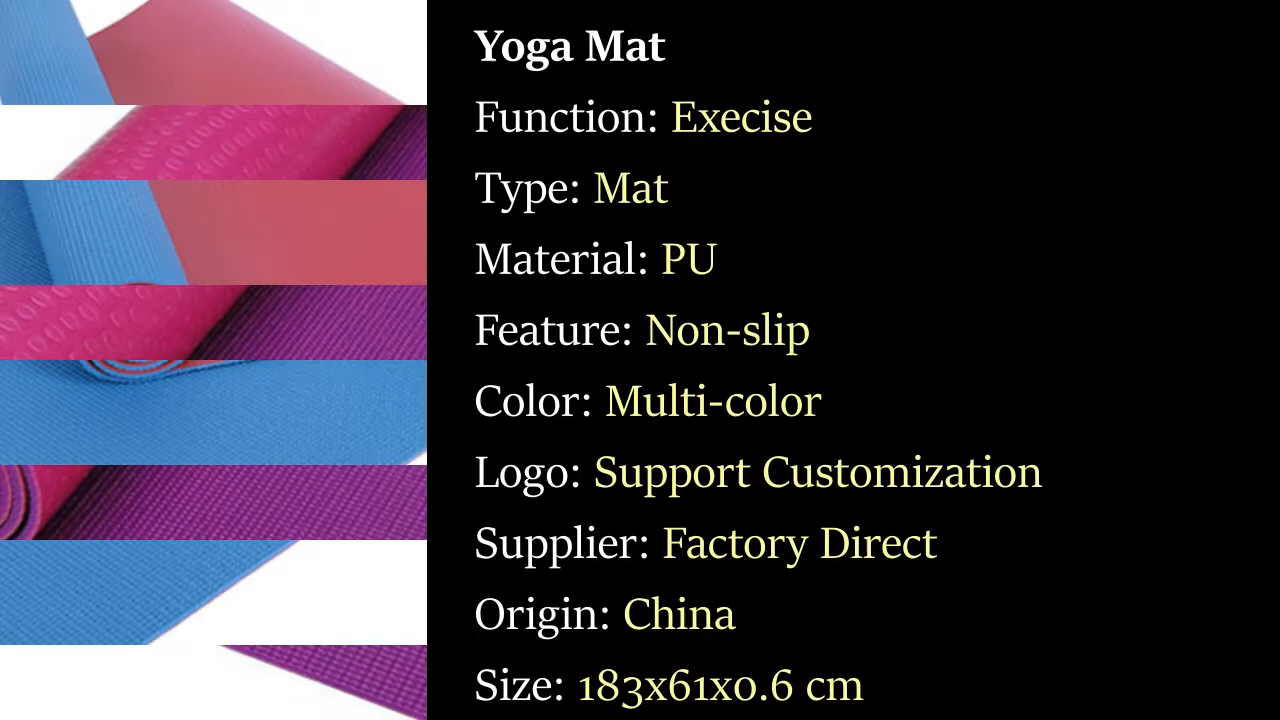 Yoga Mat
Function: Execise
Type: Mat
Material: PU
Feature: Non-slip
Color: Multi-color
Logo: Support Customization
Supplier: Factory Direct
Origin: China
Size: 183x61x0.6 cm